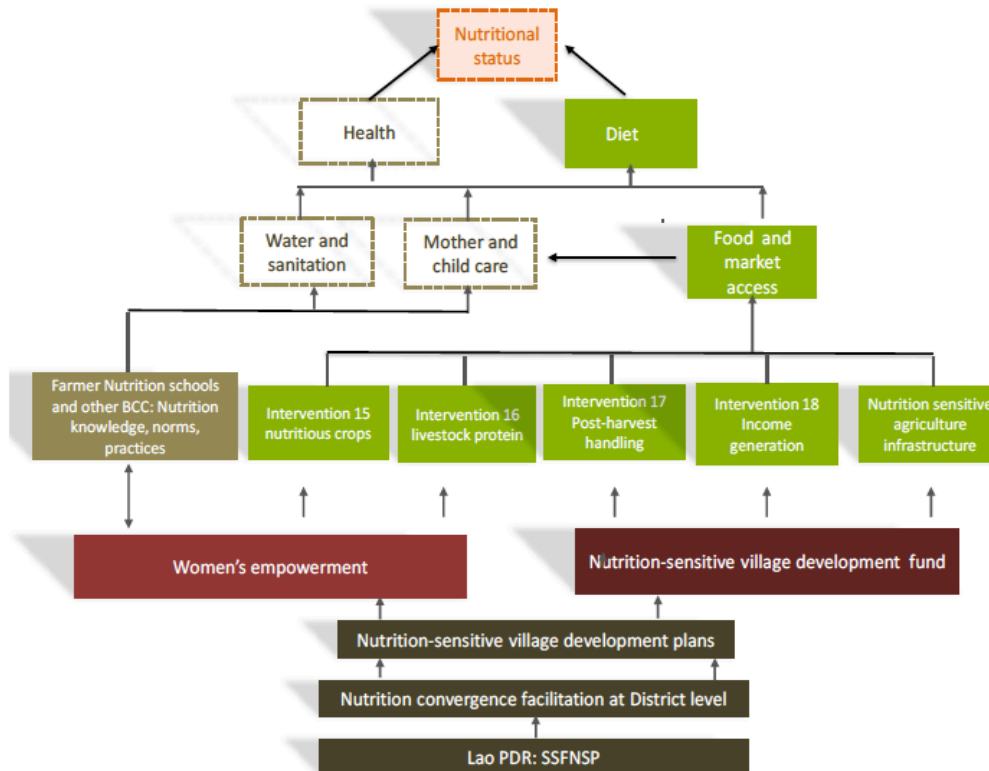 Nutritional
status
Health
Diet
Water and
sanitation
Mother and
child care
Food and
market
access
Farmer Nutrition schools
and other BCC: Nutrition
knowledge, norms,
practices
Intervention 15
nutritious crops
Intervention 16
livestock protein
Intervention 17
Post-harvest
handling
Intervention 18
Income
generation
Nutrition sensitive
agriculture
infrastructure
Women's empowerment
Nutrition-sensitive village development fund
Nutrition-sensitive village development plans
Nutrition convergence facilitation at District level
Lao PDR: SSFNSP